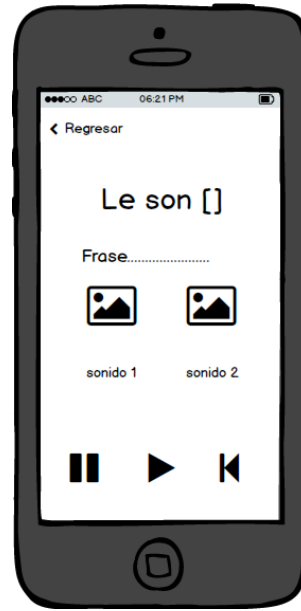 ABC 06:21 PM
Regresar
Le son []
Frase......................
sonido 1 sonido 2